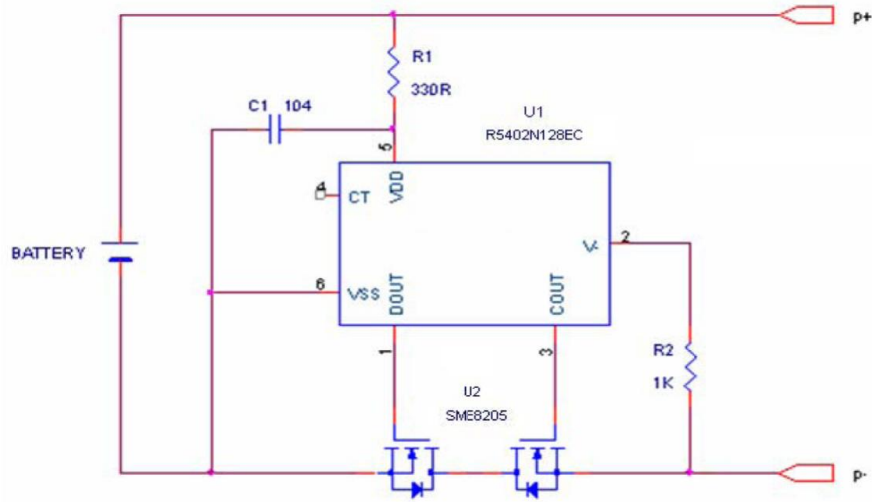 p+
R1
330R
C1 104
U1
R5402N128EC
5
VDD
4
CT
V-
2
BATTERY
6
VSS
DOUT
COUT
1
3
R2
1K
U2
SME8205
p-